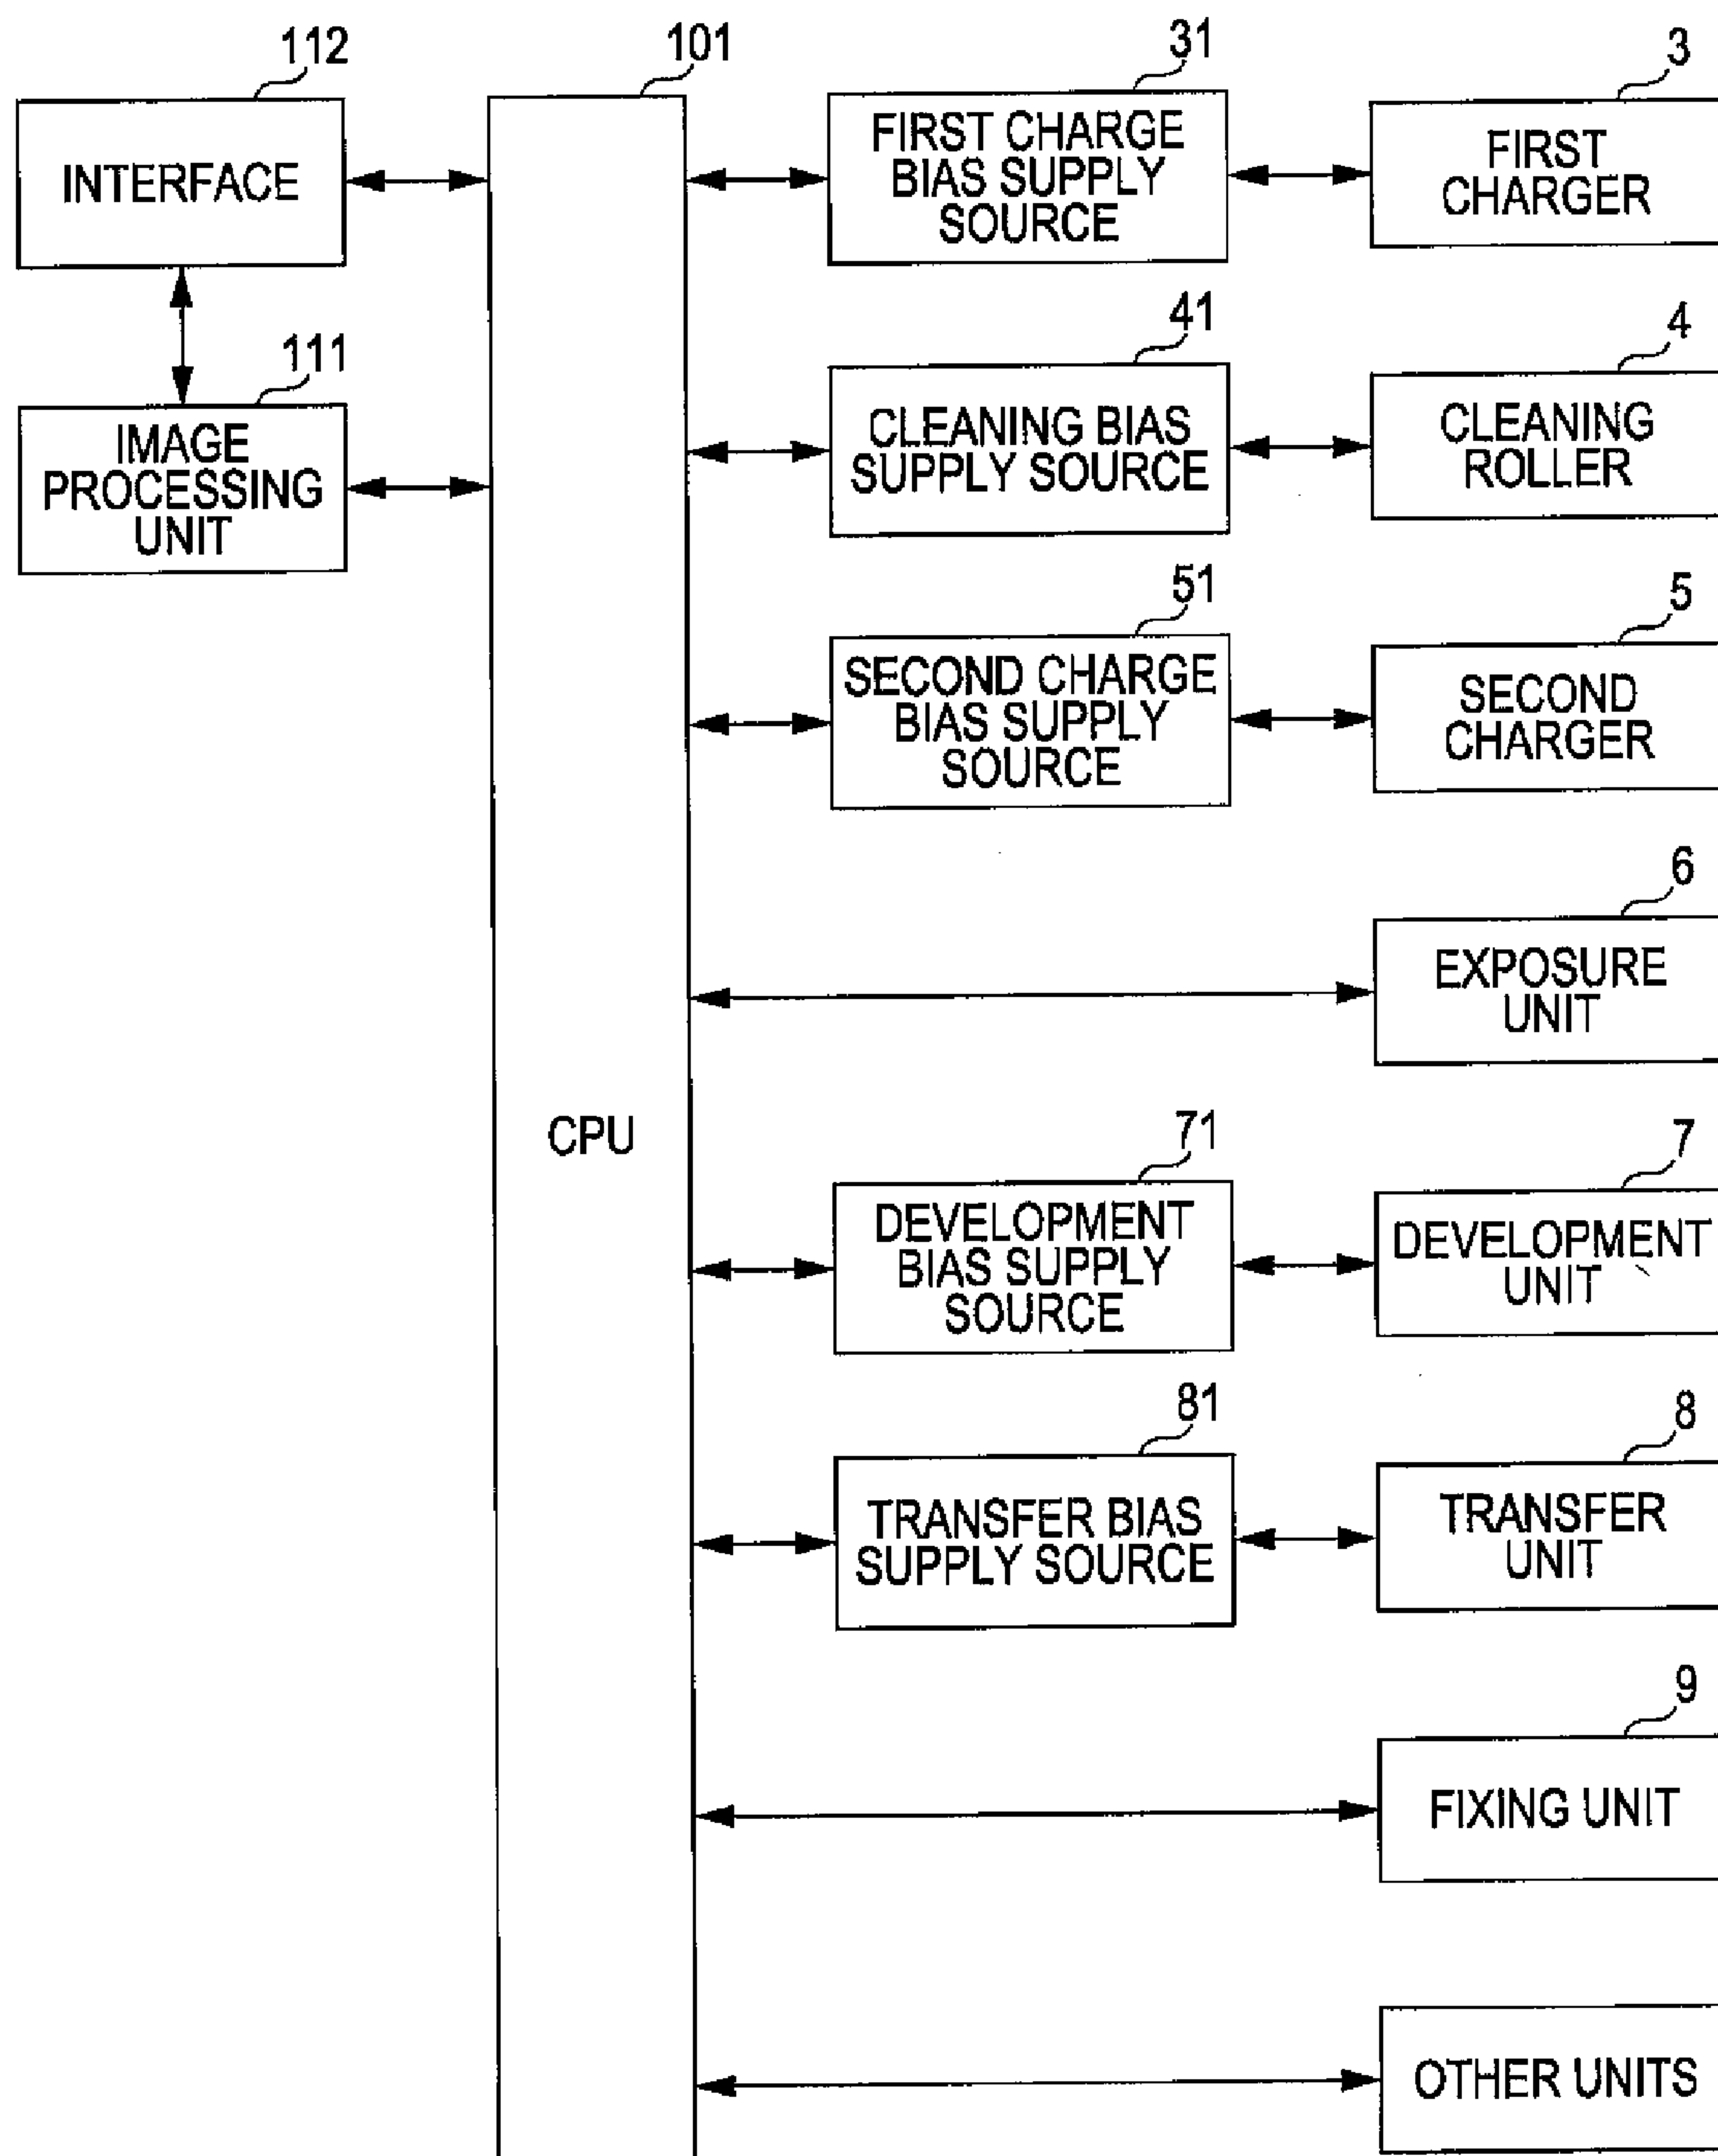 112
INTERFACE
111
IMAGE
PROCESSING
UNIT
101
CPU
31
FIRST CHARGE
BIAS SUPPLY
SOURCE
3
FIRST
CHARGER
41
CLEANING BIAS
SUPPLY SOURCE
4
CLEANING
ROLLER
51
SECOND CHARGE
BIAS SUPPLY
SOURCE
5
SECOND
CHARGER
6
EXPOSURE
UNIT
71
DEVELOPMENT
BIAS SUPPLY
SOURCE
7
DEVELOPMENT
UNIT
81
TRANSFER BIAS
SUPPLY SOURCE
8
TRANSFER
UNIT
9
FIXING UNIT
OTHER UNITS